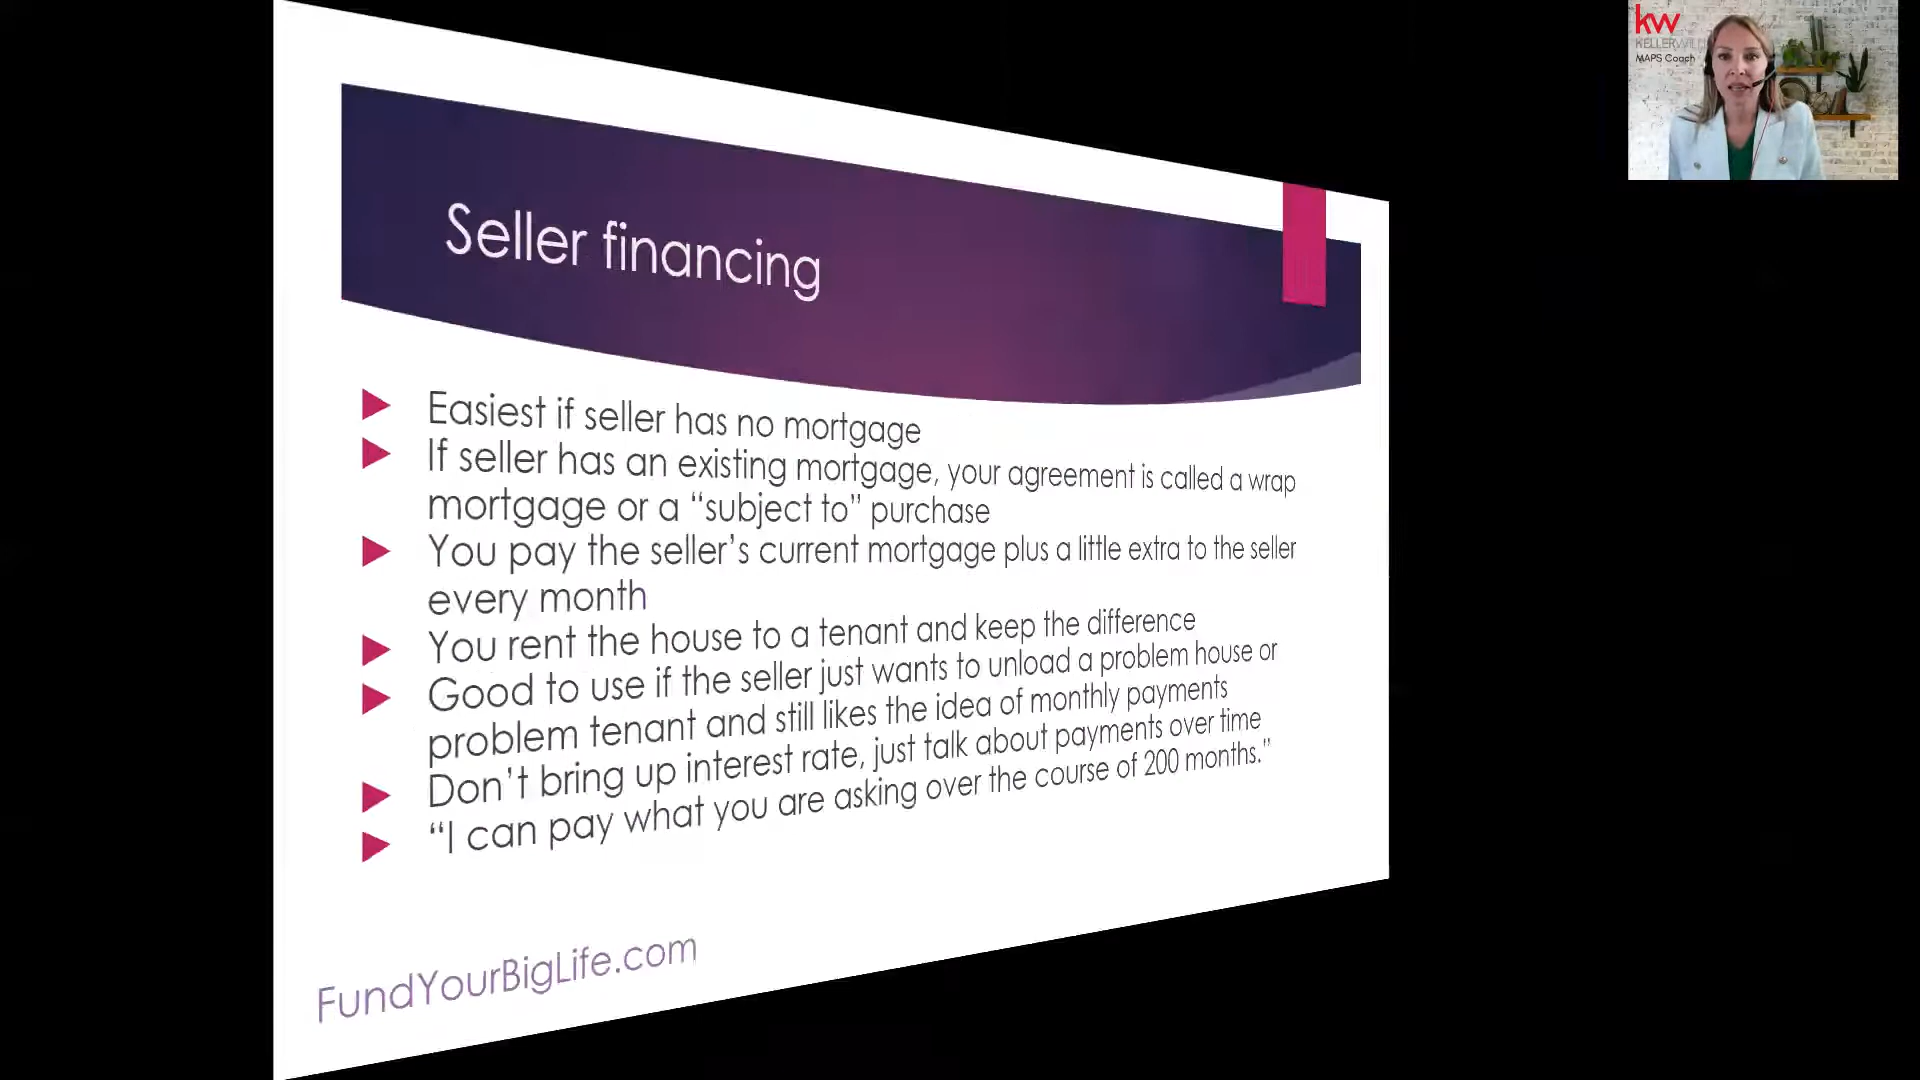 kw
KELLERWILL
MAPS Coach
Seller financing
Easiest if seller has no mortgage
If seller has an existing mortgage, your agreement is called a wrap
mortgage or a “subject to” purchase
You pay the seller’s current mortgage plus a little extra to the seller
every month
You rent the house to a tenant and keep the difference
Good to use if the seller just wants to unload a problem house or
problem tenant and still likes the idea of monthly payments
Don’t bring up interest rate, just talk about payments over time
“I can pay what you are asking over the course of 200 months.”
FundYourBigLife.com